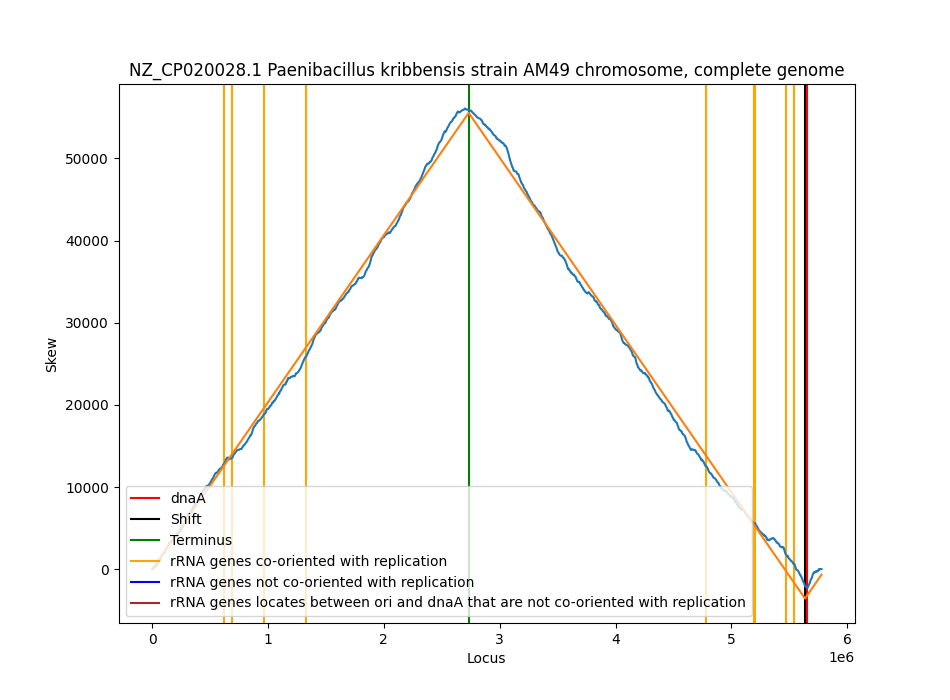 NZ_CP020028.1 Paenibacillus kribbensis strain AM49 chromosome, complete genome
Skew
50000
40000
30000
20000
10000
0
dnaA
Shift
Terminus
rRNA genes co-oriented with replication
rRNA genes not co-oriented with replication
rRNA genes locates between ori and dnaA that are not co-oriented with replication
0 1 2 3 4 5 6
1e6
Locus